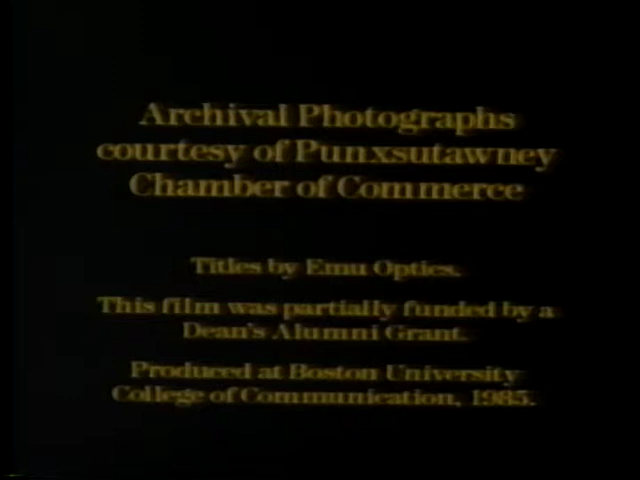 Archival Photographs
courtesy of Punxsutawney
Chamber of Commerce
Titles by Emu Optics.
This film was partially funded by a
Dean's Alumni Grant.
Produced at Boston University
College of Communication, 1985.